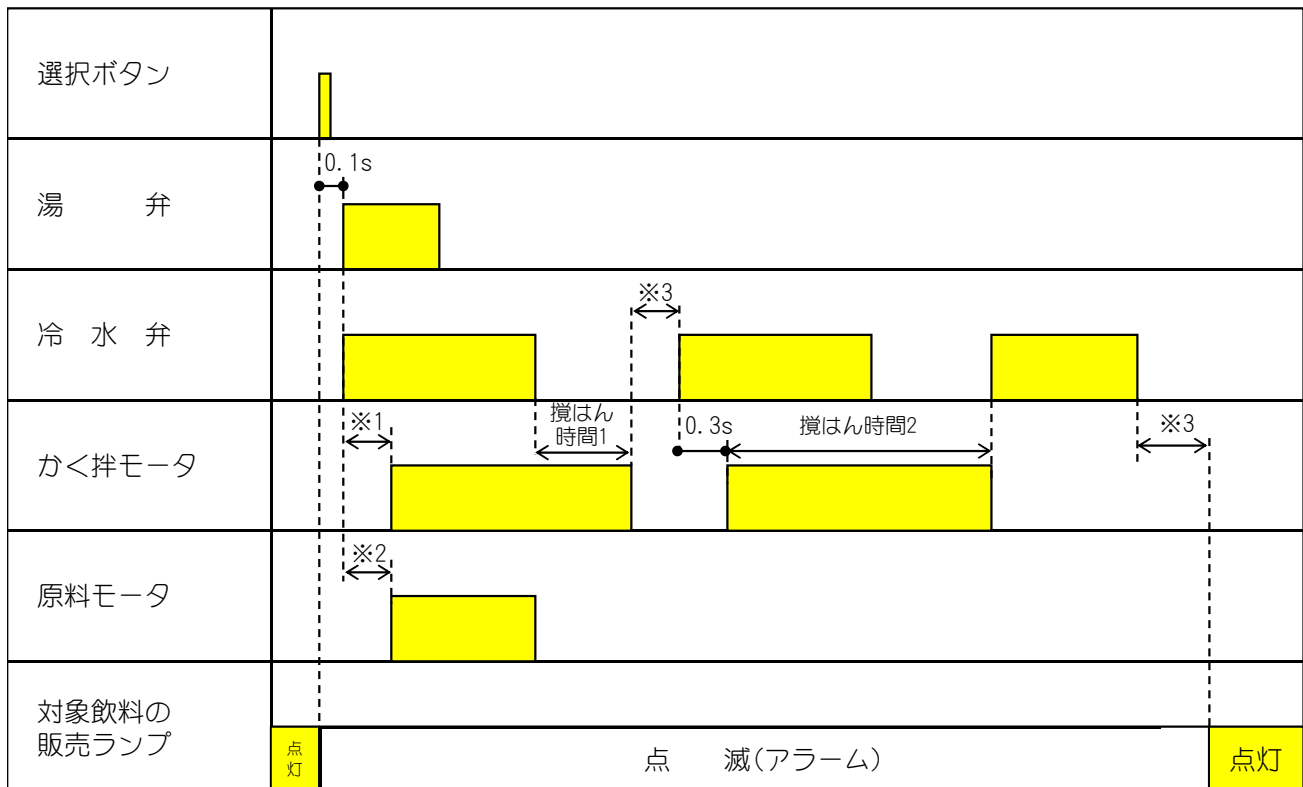 選択ボタン
0.1s
湯　　　弁
※3
冷　水　弁
※1
撹はん
時間1
0.3s
撹はん時間2
※3
かく拌モータ
※2
原料モータ
対象飲料の
販売ランプ
点
灯
点　　滅(アラーム)
点灯